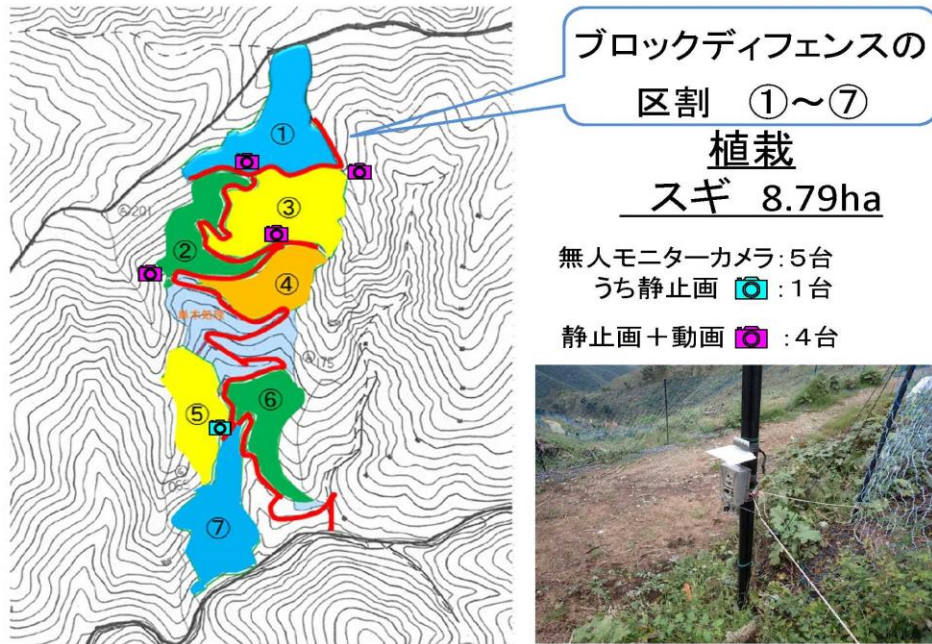 ブロックディフェンスの
区割 ①～⑦
植栽
スギ 8.79ha
無人モニターカメラ:5台
うち静止画 :1台
静止画＋動画 :4台
①
③
②
④
⑤
⑥
⑦
201
175